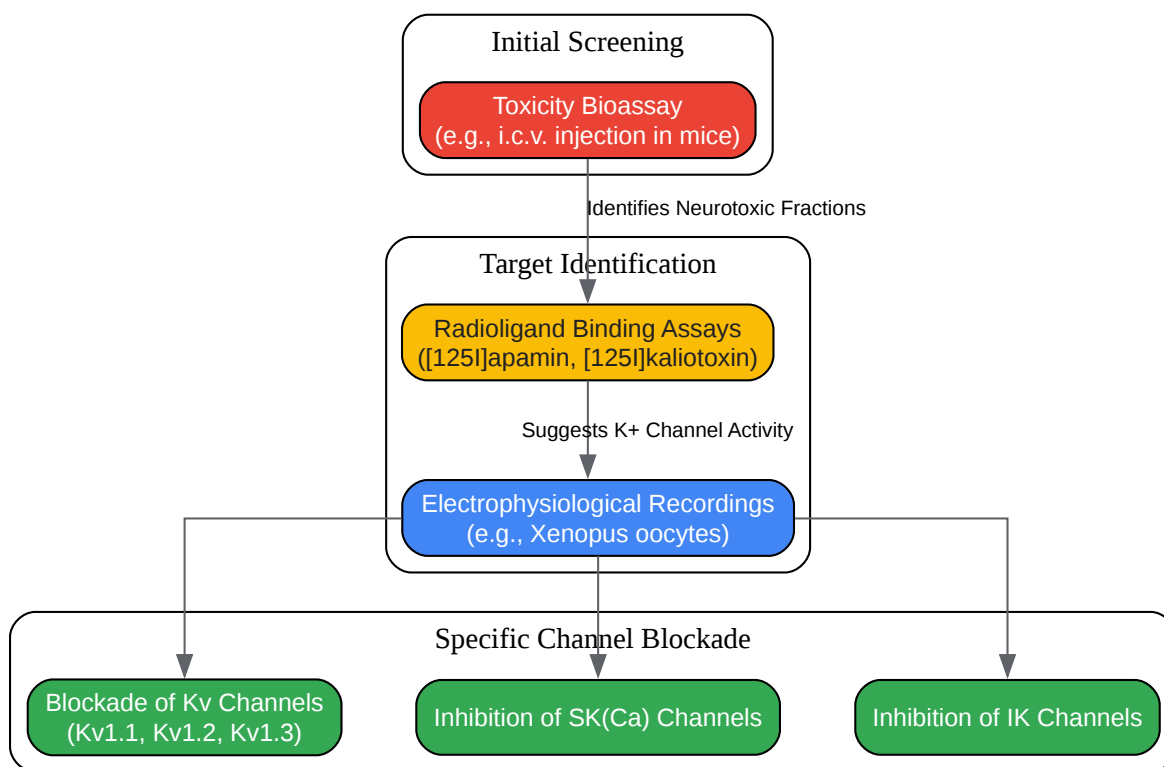 Initial Screening
Toxicity Bioassay
(e.g., i.c.v. injection in mice)
Identifies Neurotoxic Fractions
Target Identification
Radioligand Binding Assays
([125I]apamin, [125I]kaliotoxin)
Suggests K+ Channel Activity
Electrophysiological Recordings
(e.g., Xenopus oocytes)
Specific Channel Blockade
Blockade of Kv Channels
(Kv1.1, Kv1.2, Kv1.3)
Inhibition of SK(Ca) Channels
Inhibition of IK Channels